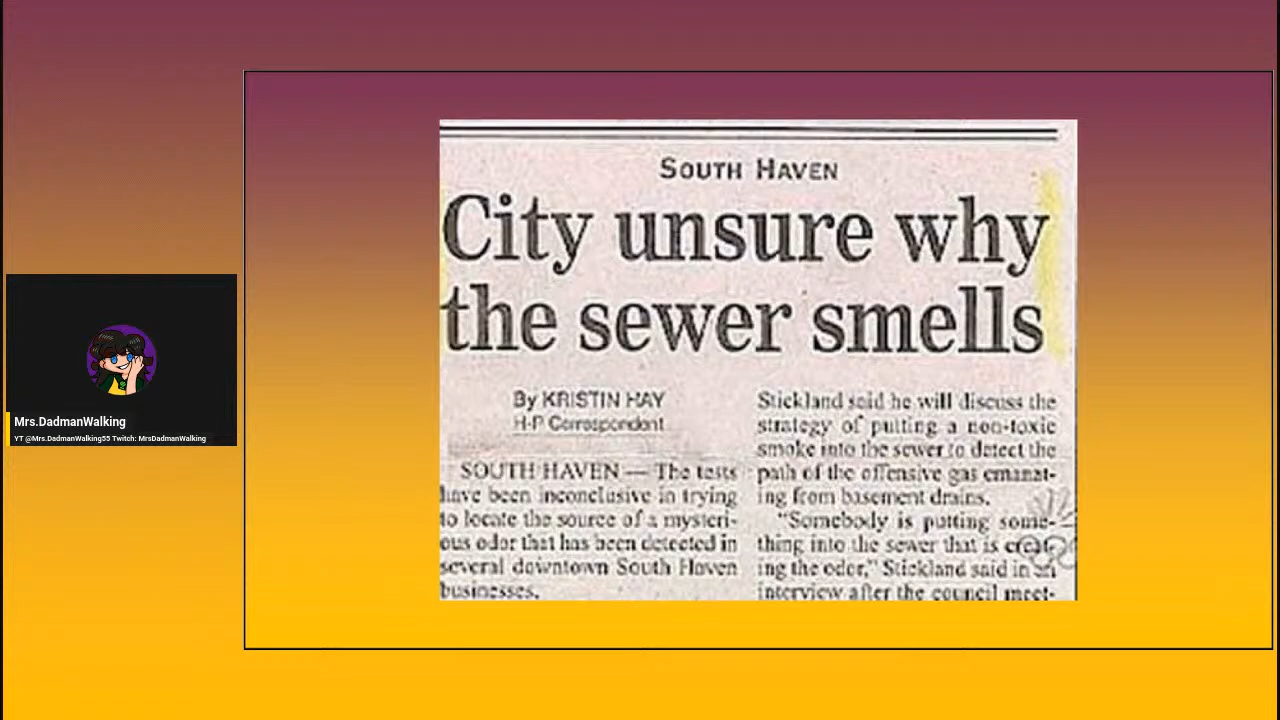 Mrs.DadmanWalking
YT @Mrs.DadmanWalking55 Twitch: MrsDadmanWalking
SOUTH HAVEN
City unsure why
the sewer smells
By KRISTIN HAY
H-P Correspondent
SOUTH HAVEN — The tests
have been inconclusive in trying
to locate the source of a mysteri-
ous odor that has been detected in
several downtown South Haven
businesses.
Stickland said he will discuss the
strategy of putting a non-toxic
smoke into the sewer to detect the
path of the offensive gas emanat-
ing from basement drains.
"Somebody is putting some-
thing into the sewer that is creat-
ing the odor," Stickland said in an
interview after the council meet-